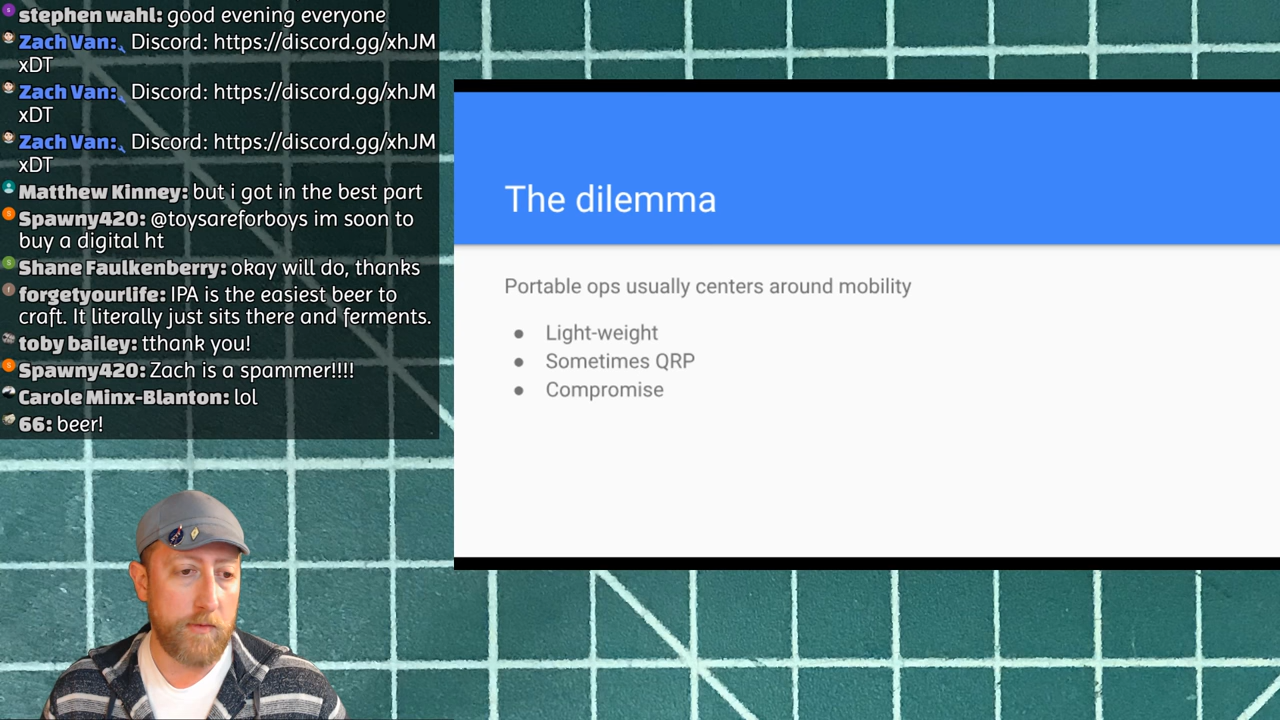 stephen wahl: good evening everyone
Zach Van: Discord: https://discord.gg/xhJM
xDT
Zach Van: Discord: https://discord.gg/xhJM
xDT
Zach Van: Discord: https://discord.gg/xhJM
xDT
Matthew Kinney: but i got in the best part
Spawny420: @toysareforboys im soon to
buy a digital ht
Shane Faulkenberry: okay will do, thanks
forgetyourlife: IPA is the easiest beer to
craft. It literally just sits there and ferments.
toby bailey: tthank you!
Spawny420: Zach is a spammer!!!!
Carole Minx-Blanton: lol
66: beer!
The dilemma
Portable ops usually centers around mobility
● Light-weight
● Sometimes QRP
● Compromise